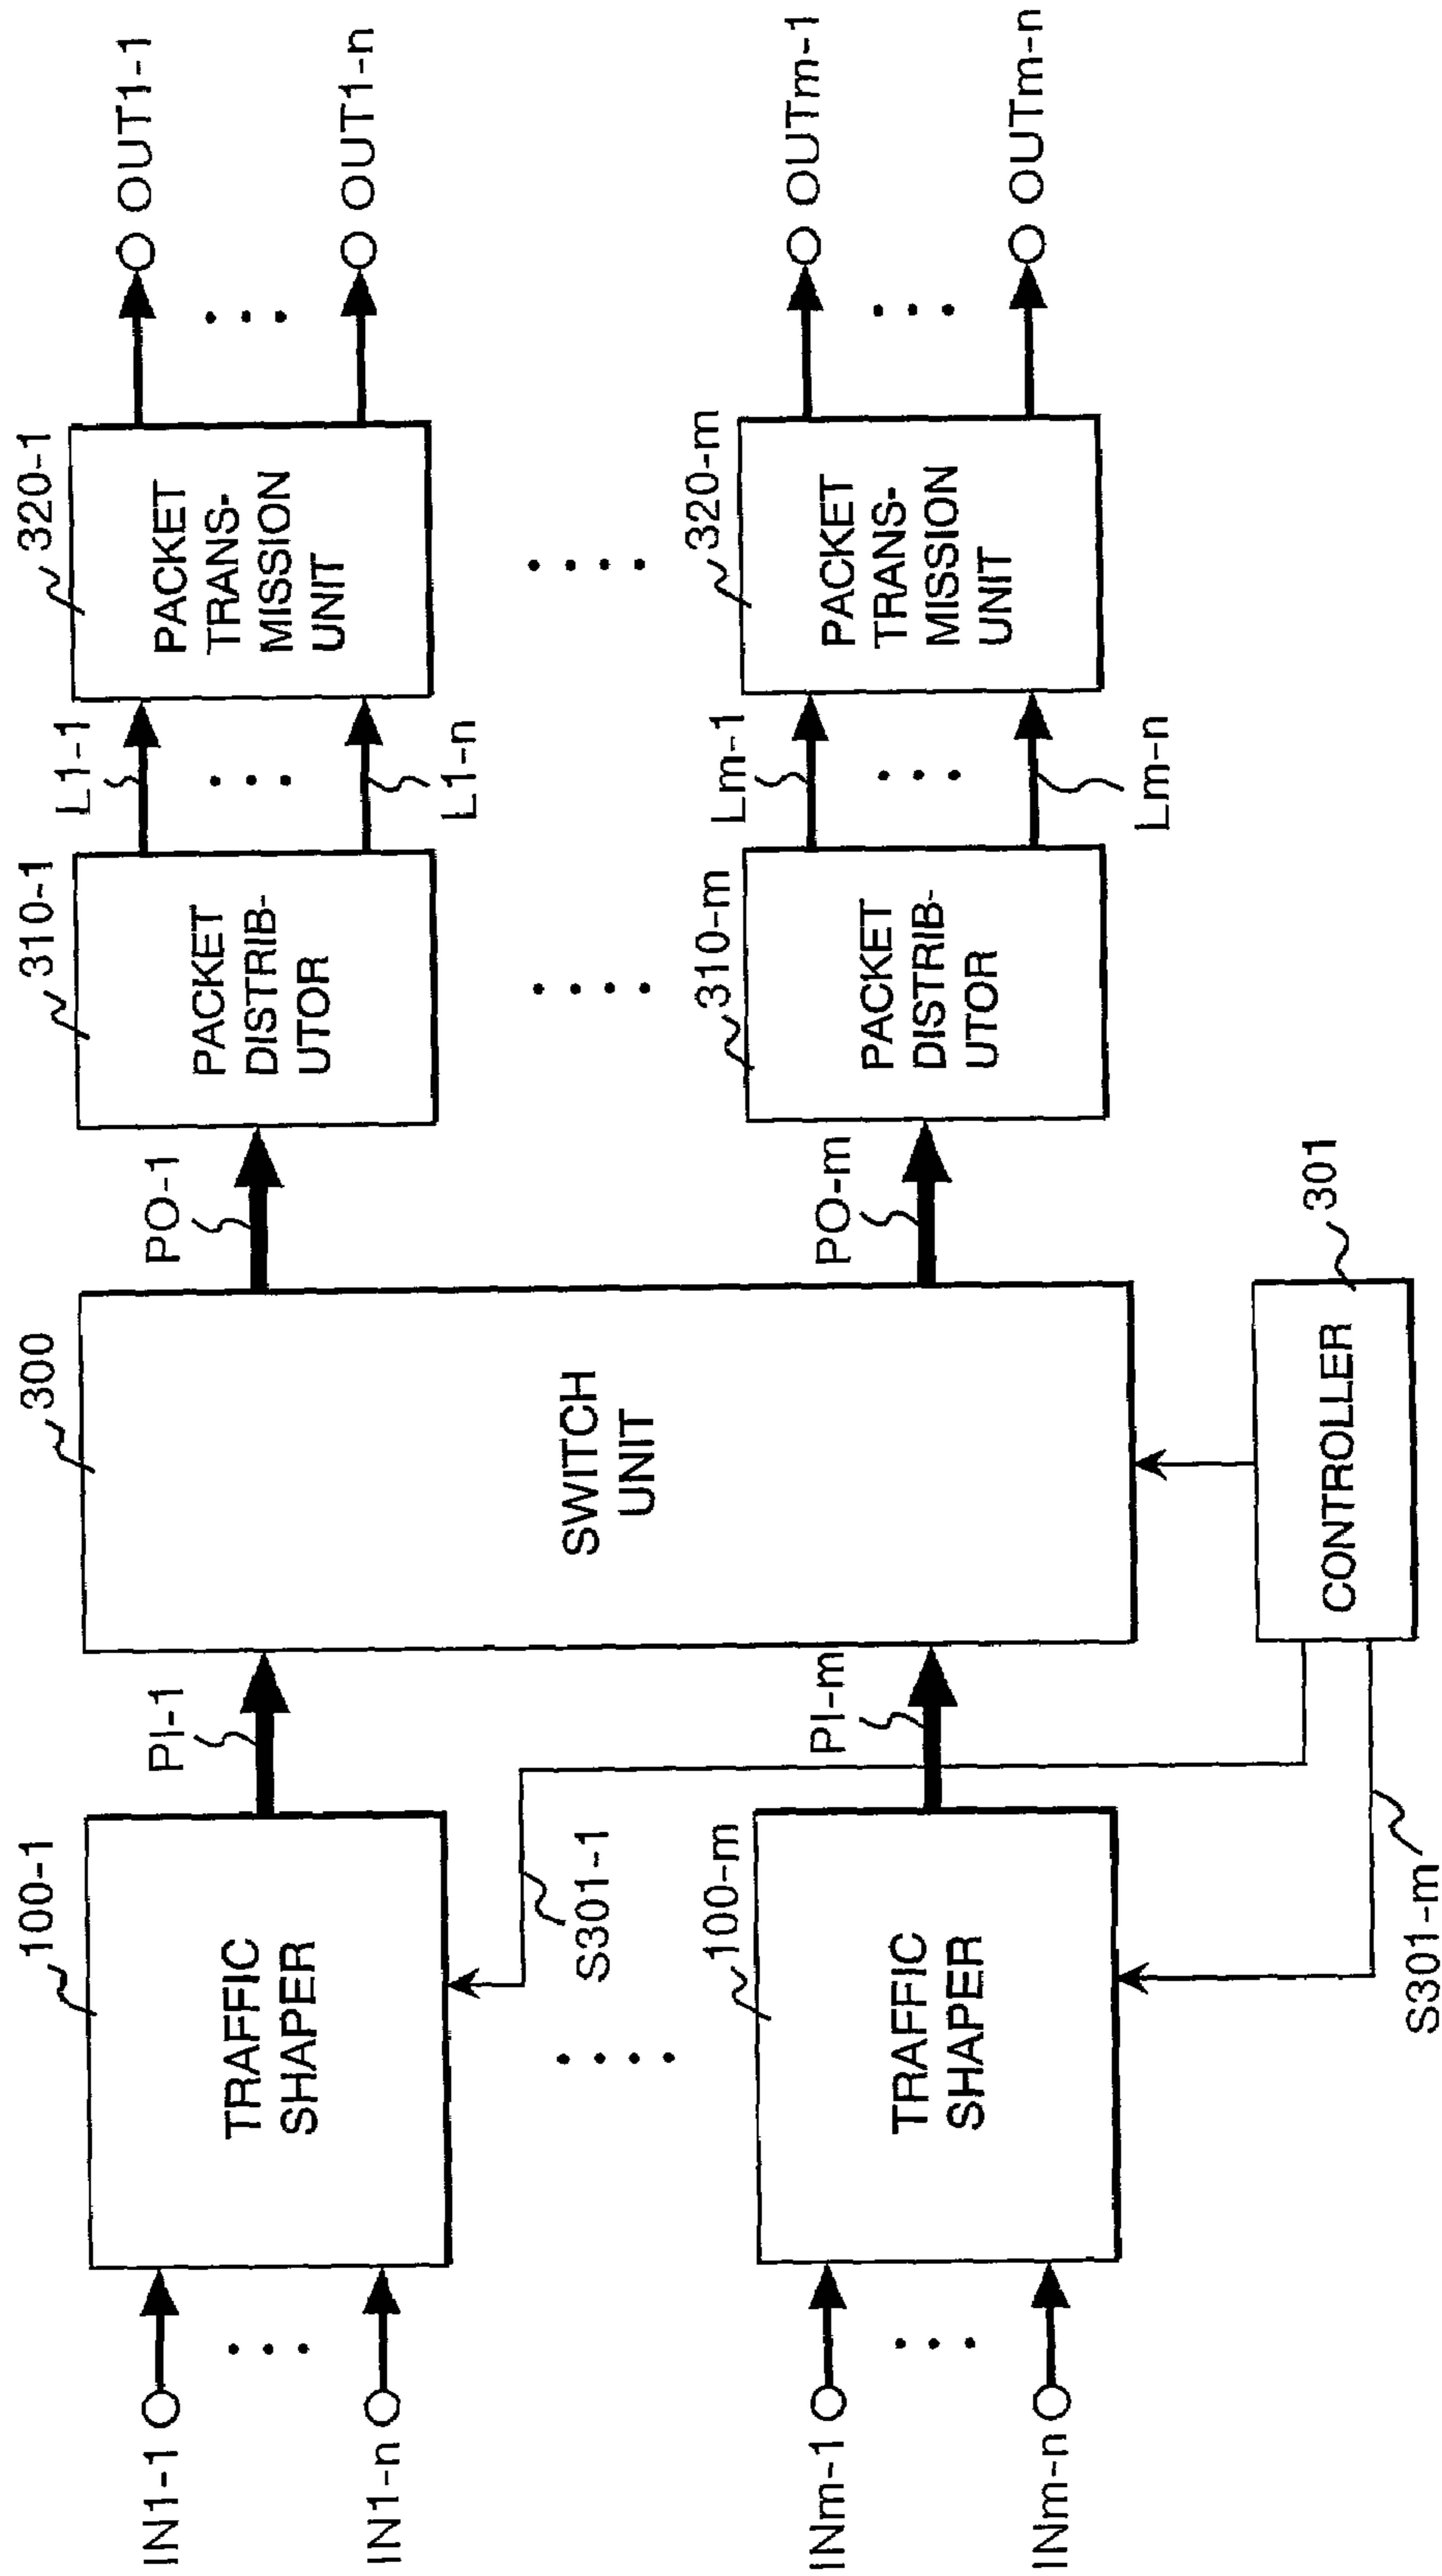 IN1-1
IN1-n
INm-1
INm-n
100-1
TRAFFIC
SHAPER
100-m
TRAFFIC
SHAPER
S301-1
S301-m
PI-1
PI-m
300
SWITCH
UNIT
301
CONTROLLER
PO-1
PO-m
310-1
PACKET
DISTRIB-
UTOR
310-m
PACKET
DISTRIB-
UTOR
L1-1
L1-n
Lm-1
Lm-n
320-1
PACKET
TRANS-
MISSION
UNIT
320-m
PACKET
TRANS-
MISSION
UNIT
OUT1-1
OUT1-n
OUTm-1
OUTm-n